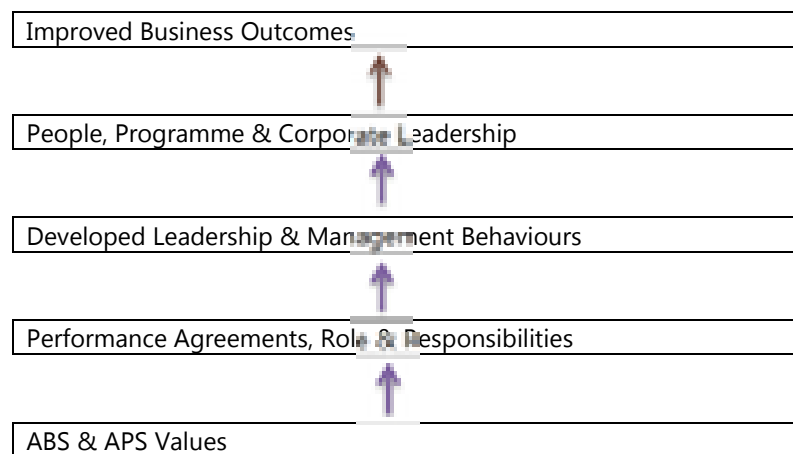 Improved Business Outcomes
People, Programme & Corporate Leadership
Developed Leadership & Management Behaviours
Performance Agreements, Role & Responsibilities
ABS & APS Values